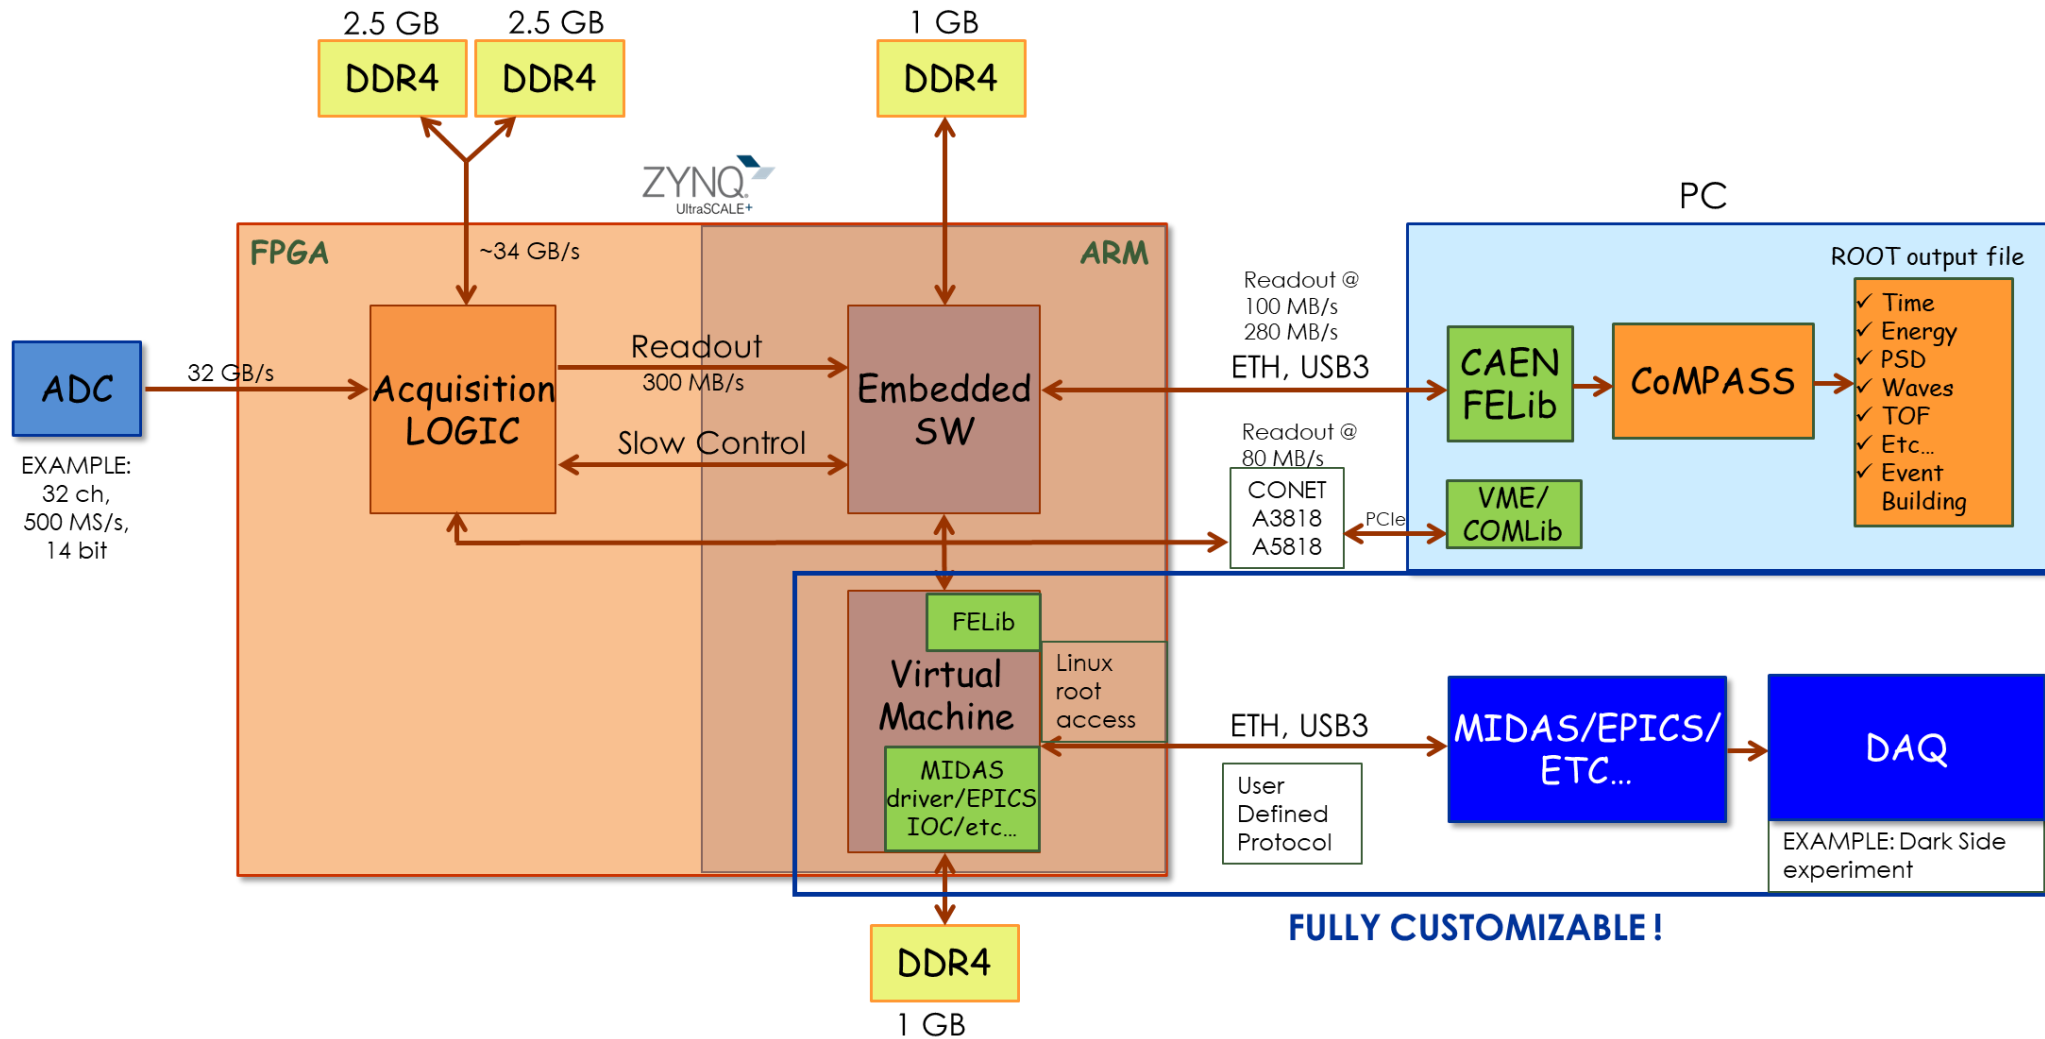 2.5 GB
2.5 GB
1 GB
DDR4
DDR4
DDR4
ZYNQ
UltraSCALE+
PC
FPGA
~34 GB/s
ARM
ROOT output file
Readout @
100 MB/s
280 MB/s
ETH, USB3
✓ Time
✓ Energy
✓ PSD
✓ Waves
✓ TOF
✓ Etc...
✓ Event
Building
ADC
32 GB/s
Acquisition
LOGIC
Readout
300 MB/s
Slow Control
Embedded
SW
CAEN
FELib
CoMPASS
EXAMPLE:
32 ch,
500 MS/s,
14 bit
Readout @
80 MB/s
CONET
A3818
A5818
PCIe
VME/
COMLib
FELib
Virtual
Machine
Linux
root
access
MIDAS
driver/EPICS
IOC/etc...
ETH, USB3
User
Defined
Protocol
MIDAS/EPICS/
ETC...
DAQ
EXAMPLE: Dark Side
experiment
FULLY CUSTOMIZABLE !
DDR4
1 GB